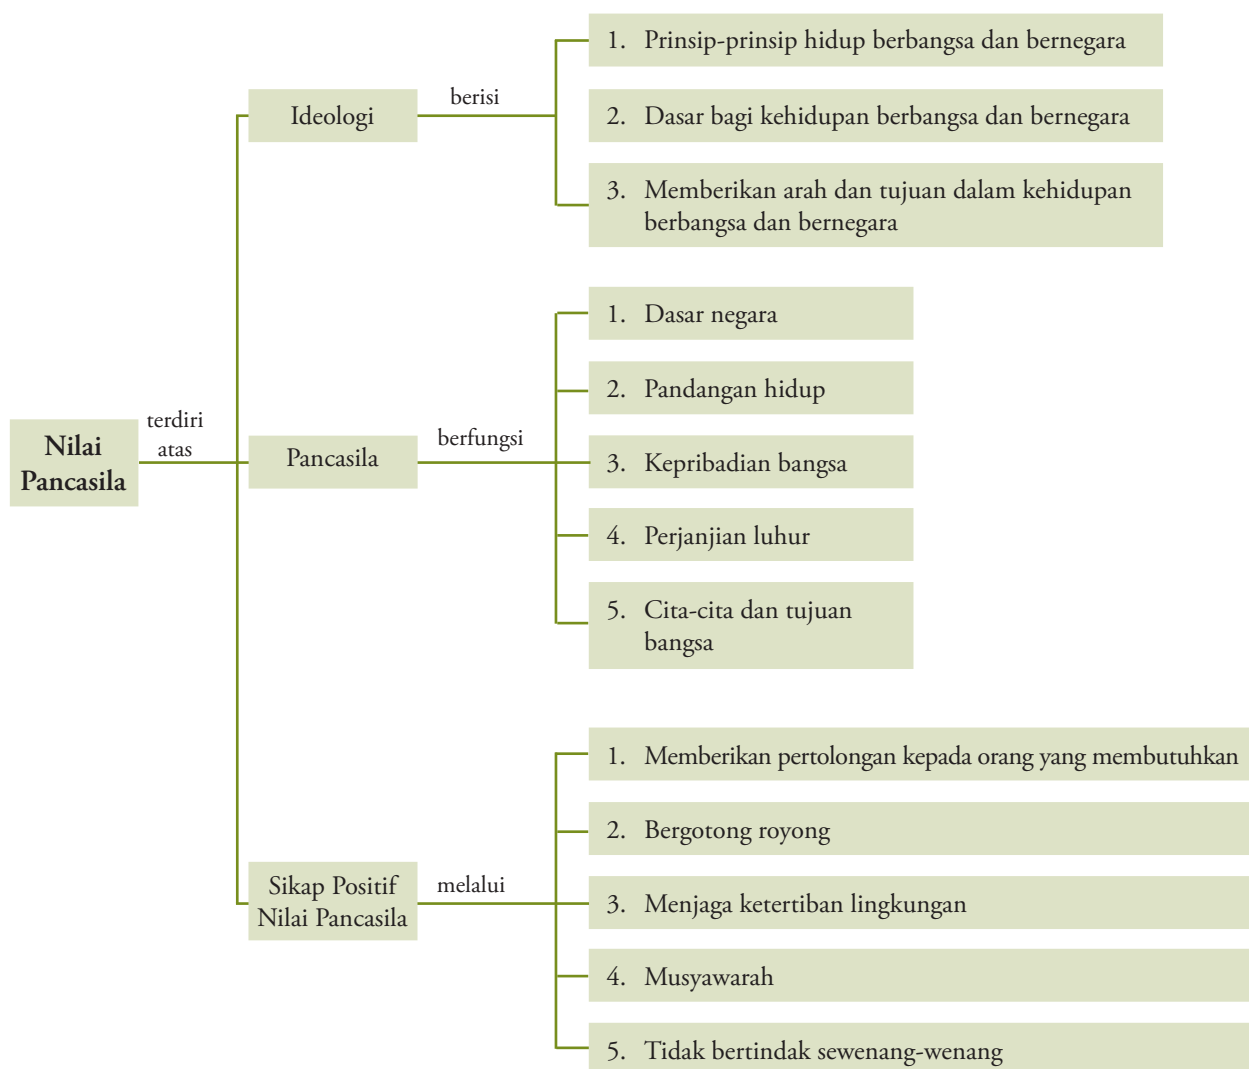 Nilai
Pancasila
terdiri
atas
Ideologi
berisi
1. Prinsip-prinsip hidup berbangsa dan bernegara
2. Dasar bagi kehidupan berbangsa dan bernegara
3. Memberikan arah dan tujuan dalam kehidupan
berbangsa dan bernegara
Pancasila
berfungsi
1. Dasar negara
2. Pandangan hidup
3. Kepribadian bangsa
4. Perjanjian luhur
5. Cita-cita dan tujuan
bangsa
Sikap Positif
Nilai Pancasila
melalui
1. Memberikan pertolongan kepada orang yang membutuhkan
2. Bergotong royong
3. Menjaga ketertiban lingkungan
4. Musyawarah
5. Tidak bertindak sewenang-wenang